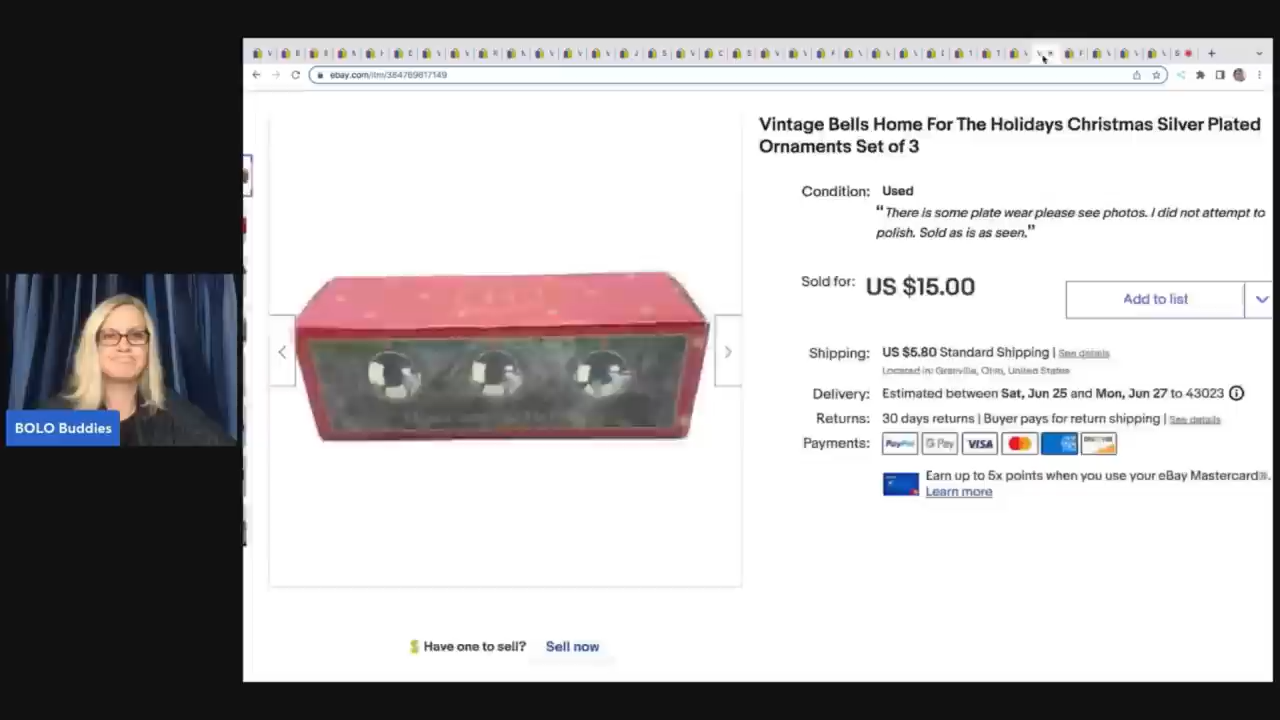 ebay.com/itm/384769617149
Vintage Bells Home For The Holidays Christmas Silver Plated
Ornaments Set of 3
Condition: Used
“There is some plate wear please see photos. I did not attempt to
polish. Sold as is as seen.”
Sold for: US $15.00
Add to list
Shipping: US $5.80 Standard Shipping | See details
Located in: Granville, Ohio, United States
Delivery: Estimated between Sat, Jun 25 and Mon, Jun 27 to 43023
Returns: 30 days returns | Buyer pays for return shipping | See details
Payments: PayPal G Pay VISA DISCOVER
Earn up to 5x points when you use your eBay Mastercard®.
Learn more
BOLO Buddies
Have one to sell? Sell now